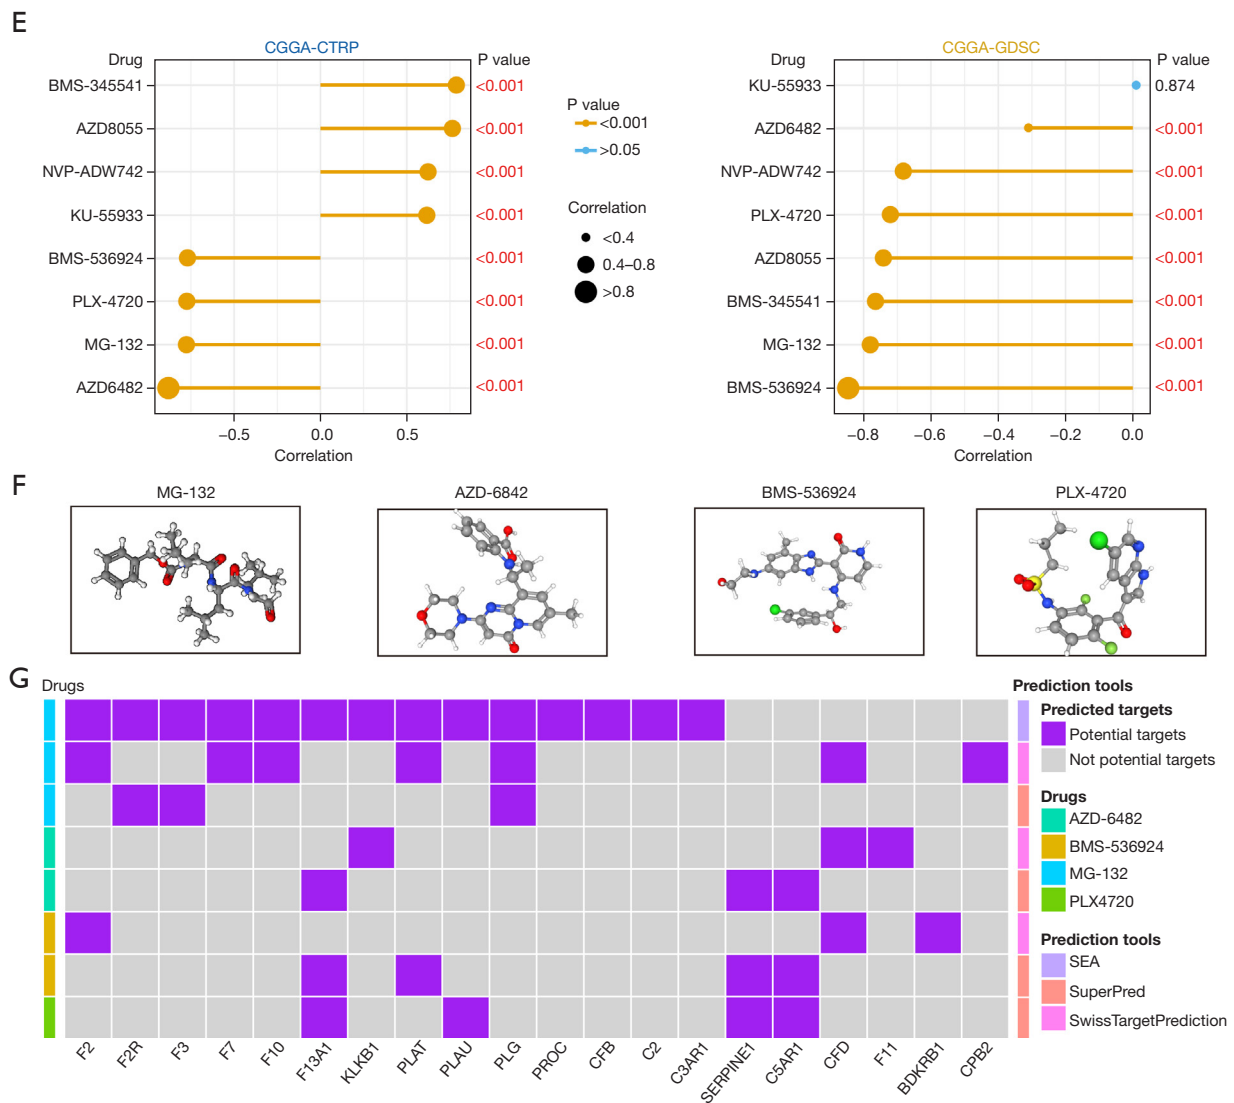 E
CGGA-CTRP
Drug
P value
BMS-345541
<0.001
AZD8055
<0.001
NVP-ADW742
<0.001
KU-55933
<0.001
BMS-536924
<0.001
PLX-4720
<0.001
MG-132
<0.001
AZD6482
<0.001
−0.5
0.0
0.5
Correlation
P value
<0.001
>0.05
Correlation
<0.4
0.4–0.8
>0.8
CGGA-GDSC
Drug
P value
KU-55933
0.874
AZD6482
<0.001
NVP-ADW742
<0.001
PLX-4720
<0.001
AZD8055
<0.001
BMS-345541
<0.001
MG-132
<0.001
BMS-536924
<0.001
−0.8
−0.6
−0.4
−0.2
0.0
Correlation
F
MG-132
AZD-6842
BMS-536924
PLX-4720
G
Drugs
F2
F2R
F3
F7
F10
F13A1
KLKB1
PLAT
PLAU
PLG
PROC
CFB
C2
C3AR1
SERPINE1
C5AR1
CFD
F11
BDKRB1
CPB2
Prediction tools
Predicted targets
Potential targets
Not potential targets
Drugs
AZD-6482
BMS-536924
MG-132
PLX4720
Prediction tools
SEA
SuperPred
SwissTargetPrediction